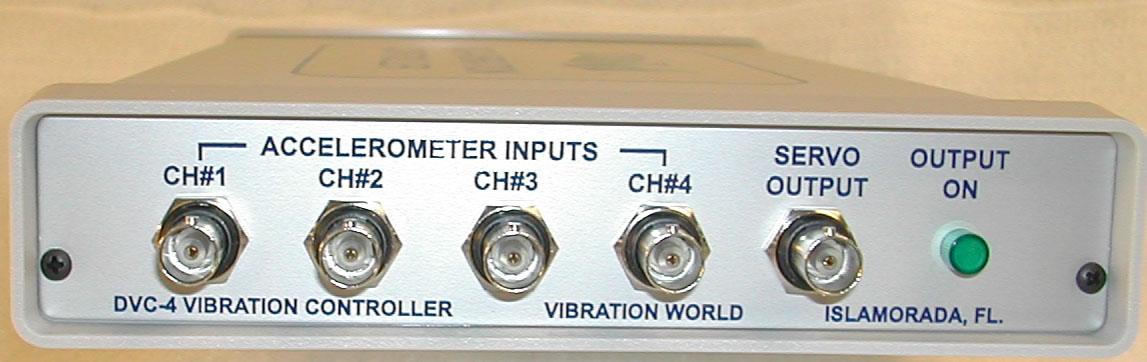 ACCELEROMETER INPUTS
CH#1 CH#2 CH#3 CH#4
SERVO
OUTPUT
OUTPUT
ON
DVC-4 VIBRATION CONTROLLER VIBRATION WORLD ISLAMORADA, FL.